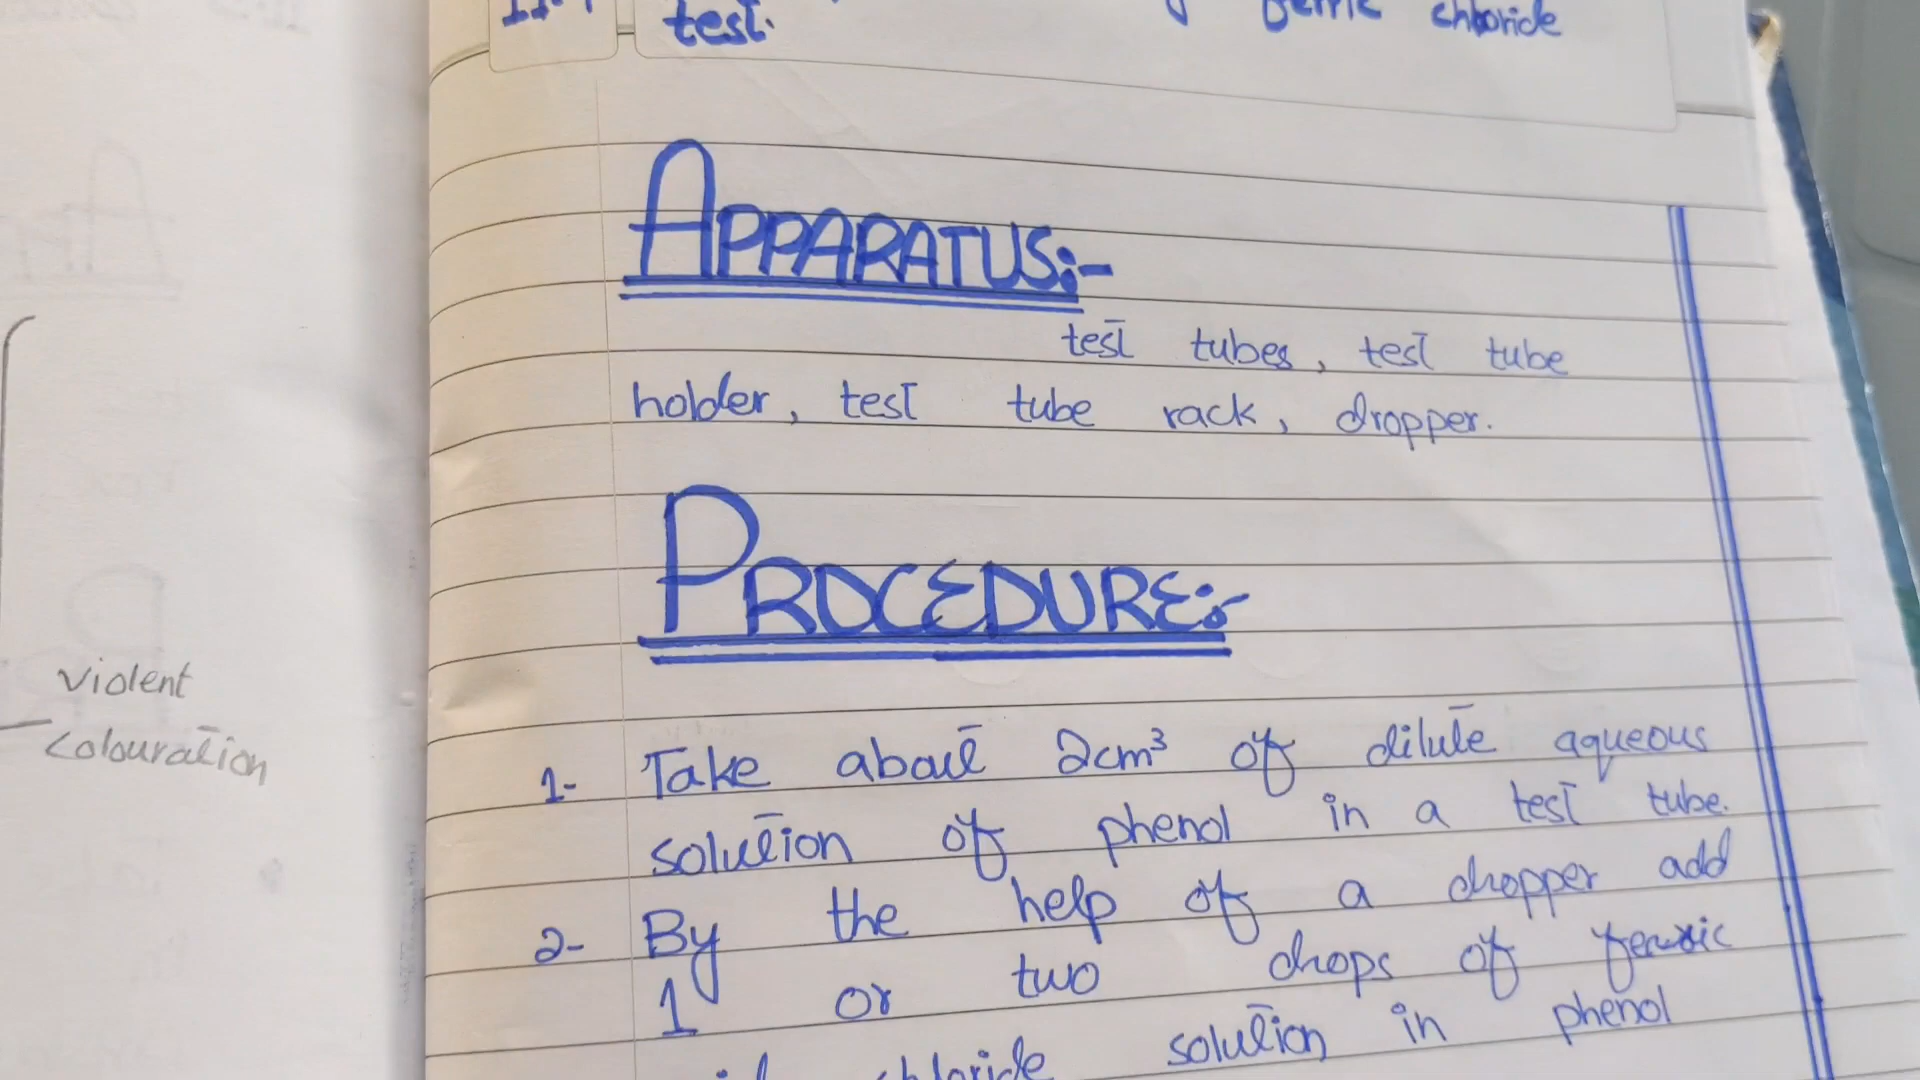 test. ferric chloride
APPARATUS:-
test tubes, test tube
holder, test tube rack, dropper.
PROCEDURE:-
1- Take about 2cm³ of dilute aqueous
solution of phenol in a test tube.
2- By the help of a dropper add
1 or two drops of ferric
chloride solution in phenol
Violent
Colouration